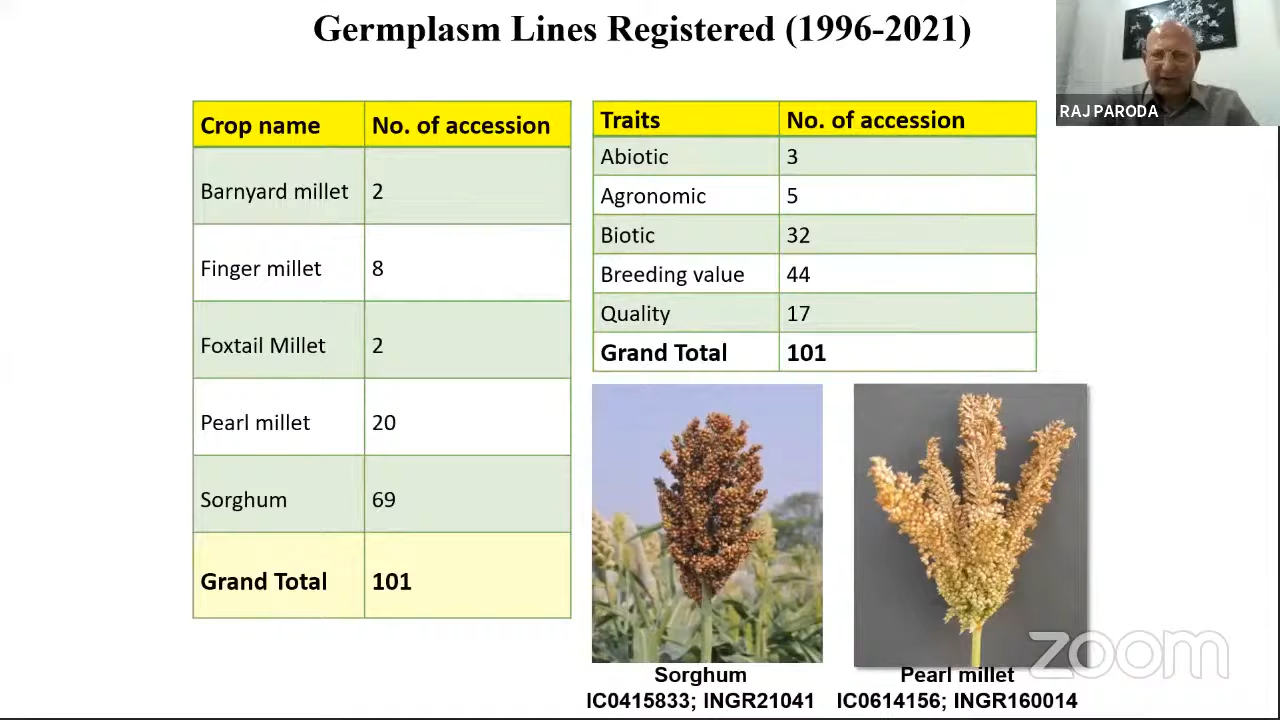 Germplasm Lines Registered (1996-2021)
RAJ PARODA
Crop name No. of accession
Barnyard millet 2
Finger millet 8
Foxtail Millet 2
Pearl millet 20
Sorghum 69
Grand Total 101
Traits No. of accession
Abiotic 3
Agronomic 5
Biotic 32
Breeding value 44
Quality 17
Grand Total 101
Sorghum
IC0415833; INGR21041
Pearl millet
IC0614156; INGR160014
zoom